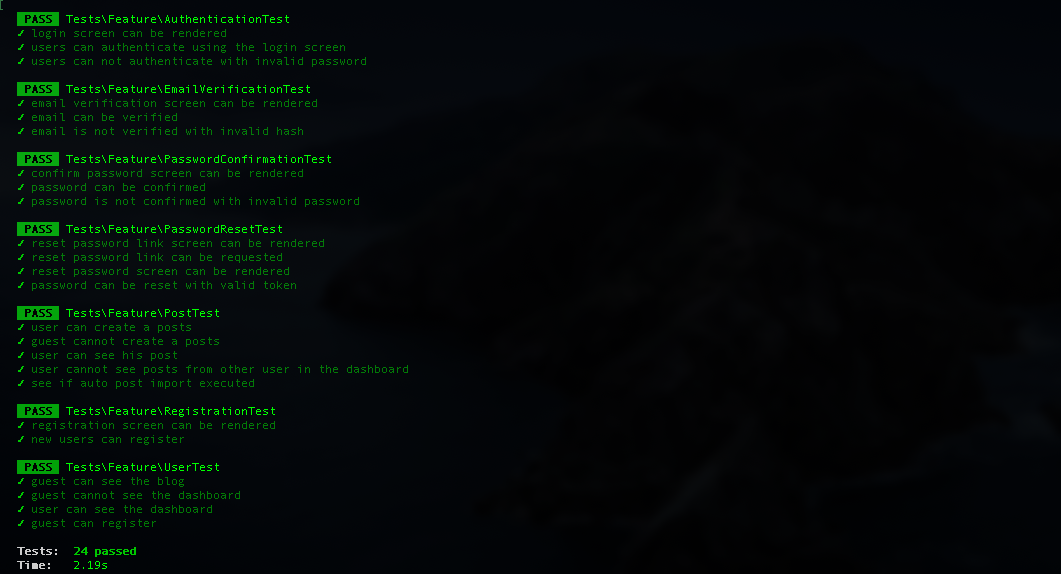 PASS Tests\Feature\AuthenticationTest
✓ login screen can be rendered
✓ users can authenticate using the login screen
✓ users can not authenticate with invalid password
PASS Tests\Feature\EmailVerificationTest
✓ email verification screen can be rendered
✓ email can be verified
✓ email is not verified with invalid hash
PASS Tests\Feature\PasswordConfirmationTest
✓ confirm password screen can be rendered
✓ password can be confirmed
✓ password is not confirmed with invalid password
PASS Tests\Feature\PasswordResetTest
✓ reset password link screen can be rendered
✓ reset password link can be requested
✓ reset password screen can be rendered
✓ password can be reset with valid token
PASS Tests\Feature\PostTest
✓ user can create a posts
✓ guest cannot create a posts
✓ user can see his post
✓ user cannot see posts from other user in the dashboard
✓ see if auto post import executed
PASS Tests\Feature\RegistrationTest
✓ registration screen can be rendered
✓ new users can register
PASS Tests\Feature\UserTest
✓ guest can see the blog
✓ guest cannot see the dashboard
✓ user can see the dashboard
✓ guest can register
Tests: 24 passed
Time: 2.19s